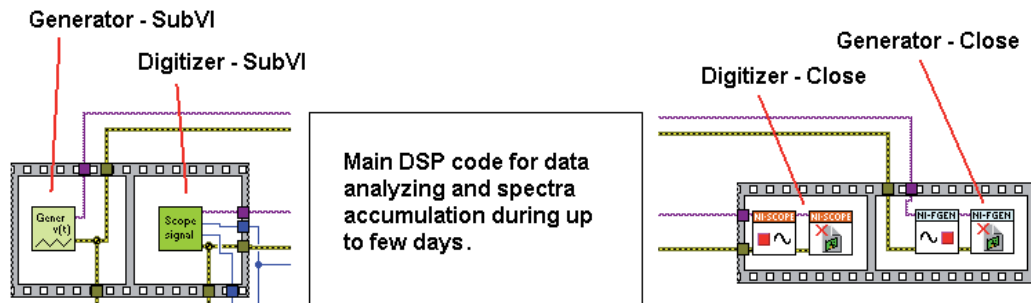 Generator - SubVI
Digitizer - SubVI
Generator - Close
Digitizer - Close
Main DSP code for data
analyzing and spectra
accumulation during up
to few days.
Gener
v(t)
Scope
signal
NI-SCOPE
NI-SCOPE
NI-FGEN
NI-FGEN